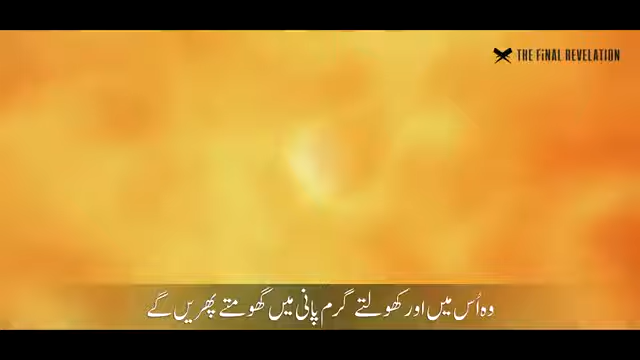 THE FINAL REVELATION
وہ اُس میں اور کھولتے گرم پانی میں گھومتے پھریں گے